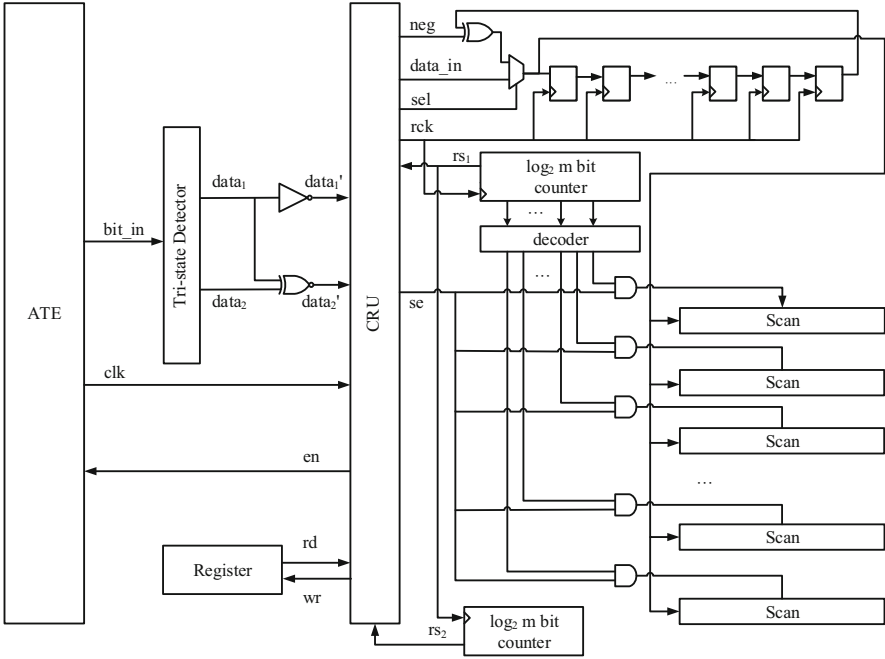 neg
data_in
sel
rck
rs₁
log₂ m bit
counter
...
decoder
...
...
data₁
data₁'
bit_in
Tri-state Detector
data₂
data₂'
ATE
CRU
se
clk
en
Register
rd
wr
rs₂
log₂ m bit
counter
Scan
Scan
Scan
...
Scan
Scan